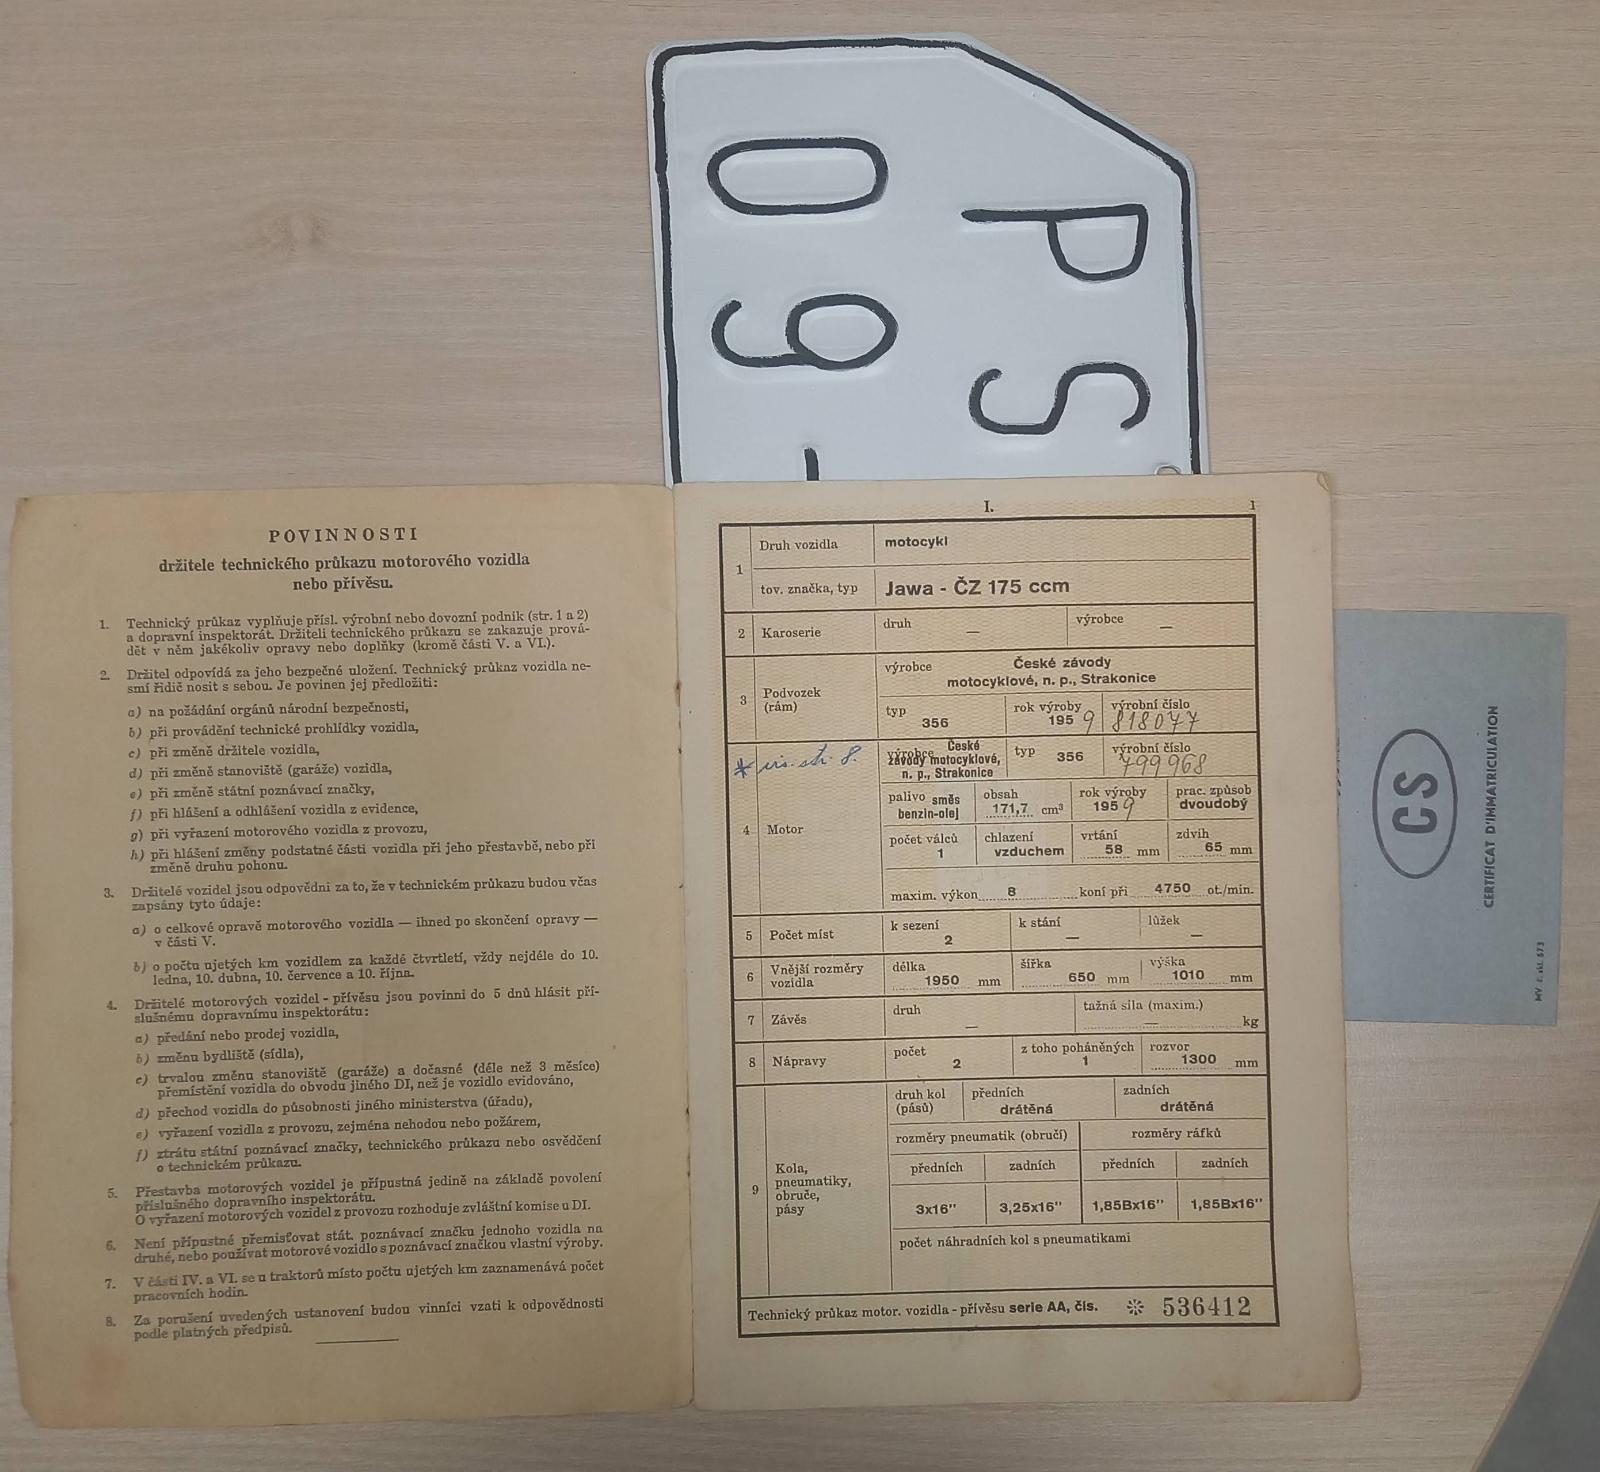 PS
09-
POVINNOSTI
držitele technického průkazu motorového vozidla
nebo přívěsu.
1. Technický průkaz vyplňuje přísl. výrobní nebo dovozní podnik (str. 1 a 2)
a dopravní inspektorát. Držiteli technického průkazu se zakazuje prová-
dět v něm jakékoliv opravy nebo doplňky (kromě části V. a VI.).
2. Držitel odpovídá za jeho bezpečné uložení. Technický průkaz vozidla ne-
smí řidič nosit s sebou. Je povinen jej předložiti:
a) na požádání orgánů národní bezpečnosti,
b) při provádění technické prohlídky vozidla,
c) při změně držitele vozidla,
d) při změně stanoviště (garáže) vozidla,
e) při změně státní poznávací značky,
f) při hlášení a odhlášení vozidla z evidence,
g) při vyřazení motorového vozidla z provozu,
h) při hlášení změny podstatné části vozidla při jeho přestavbě, nebo při
změně druhu pohonu.
3. Držitelé vozidel jsou odpovědni za to, že v technickém průkazu budou včas
zapsány tyto údaje:
a) o celkové opravě motorového vozidla — ihned po skončení opravy —
v části V.
b) o počtu ujetých km vozidlem za každé čtvrtletí, vždy nejdéle do 10.
ledna, 10. dubna, 10. července a 10. října.
4. Držitelé motorových vozidel - přívěsu jsou povinni do 5 dnů hlásit pří-
slušnému dopravnímu inspektorátu:
a) předání nebo prodej vozidla,
b) změnu bydliště (sídla),
c) trvalou změnu stanoviště (garáže) a dočasné (déle než 3 měsíce)
přemístění vozidla do obvodu jiného DI, než je vozidlo evidováno,
d) přechod vozidla do působnosti jiného ministerstva (úřadu),
e) vyřazení vozidla z provozu, zejména nehodou nebo požárem,
f) ztrátu státní poznávací značky, technického průkazu nebo osvědčení
o technickém průkazu.
5. Přestavba motorových vozidel je přípustná jedině na základě povolení
příslušného dopravního inspektorátu.
O vyřazení motorových vozidel z provozu rozhoduje zvláštní komise u DI.
6. Není přípustné přemisťovat stát. poznávací značku jednoho vozidla na
druhé, nebo používat motorové vozidlo s poznávací značkou vlastní výroby.
7. V části IV. a VI. se u traktorů místo počtu ujetých km zaznamenává počet
pracovních hodin.
8. Za porušení uvedených ustanovení budou vinníci vzati k odpovědnosti
podle platných předpisů.
I. 1
1 Druh vozidla motocykl
tov. značka, typ Jawa - ČZ 175 ccm
2 Karoserie druh — výrobce —
3 Podvozek (rám) výrobce České závody
motocyklové, n. p., Strakonice
typ 356 rok výroby 1959 výrobní číslo 818077
* viz. str. 8.
4 Motor výrobce České
závody motocyklové,
n. p., Strakonice typ 356 výrobní číslo 799968
palivo směs benzin-olej obsah 171,7 cm³ rok výroby 1959 prac. způsob dvoudobý
počet válců 1 chlazení vzduchem vrtání 58 mm zdvih 65 mm
maxim. výkon 8 koní při 4750 ot./min.
5 Počet míst k sezení 2 k stání — lůžek —
6 Vnější rozměry vozidla délka 1950 mm šířka 650 mm výška 1010 mm
7 Závěs druh — tažná síla (maxim.) — kg
8 Nápravy počet 2 z toho poháněných 1 rozvor 1300 mm
9 Kola, pneumatiky, obruče, pásy
druh kol (pásů) předních drátěná zadních drátěná
rozměry pneumatik (obručí) rozměry ráfků
předních zadních předních zadních
3x16" 3,25x16" 1,85Bx16" 1,85Bx16"
počet náhradních kol s pneumatikami
Technický průkaz motor. vozidla - přívěsu serie AA, čís. 536412
CS
CERTIFICAT D'IMMATRICULATION
MV č. skl. 573